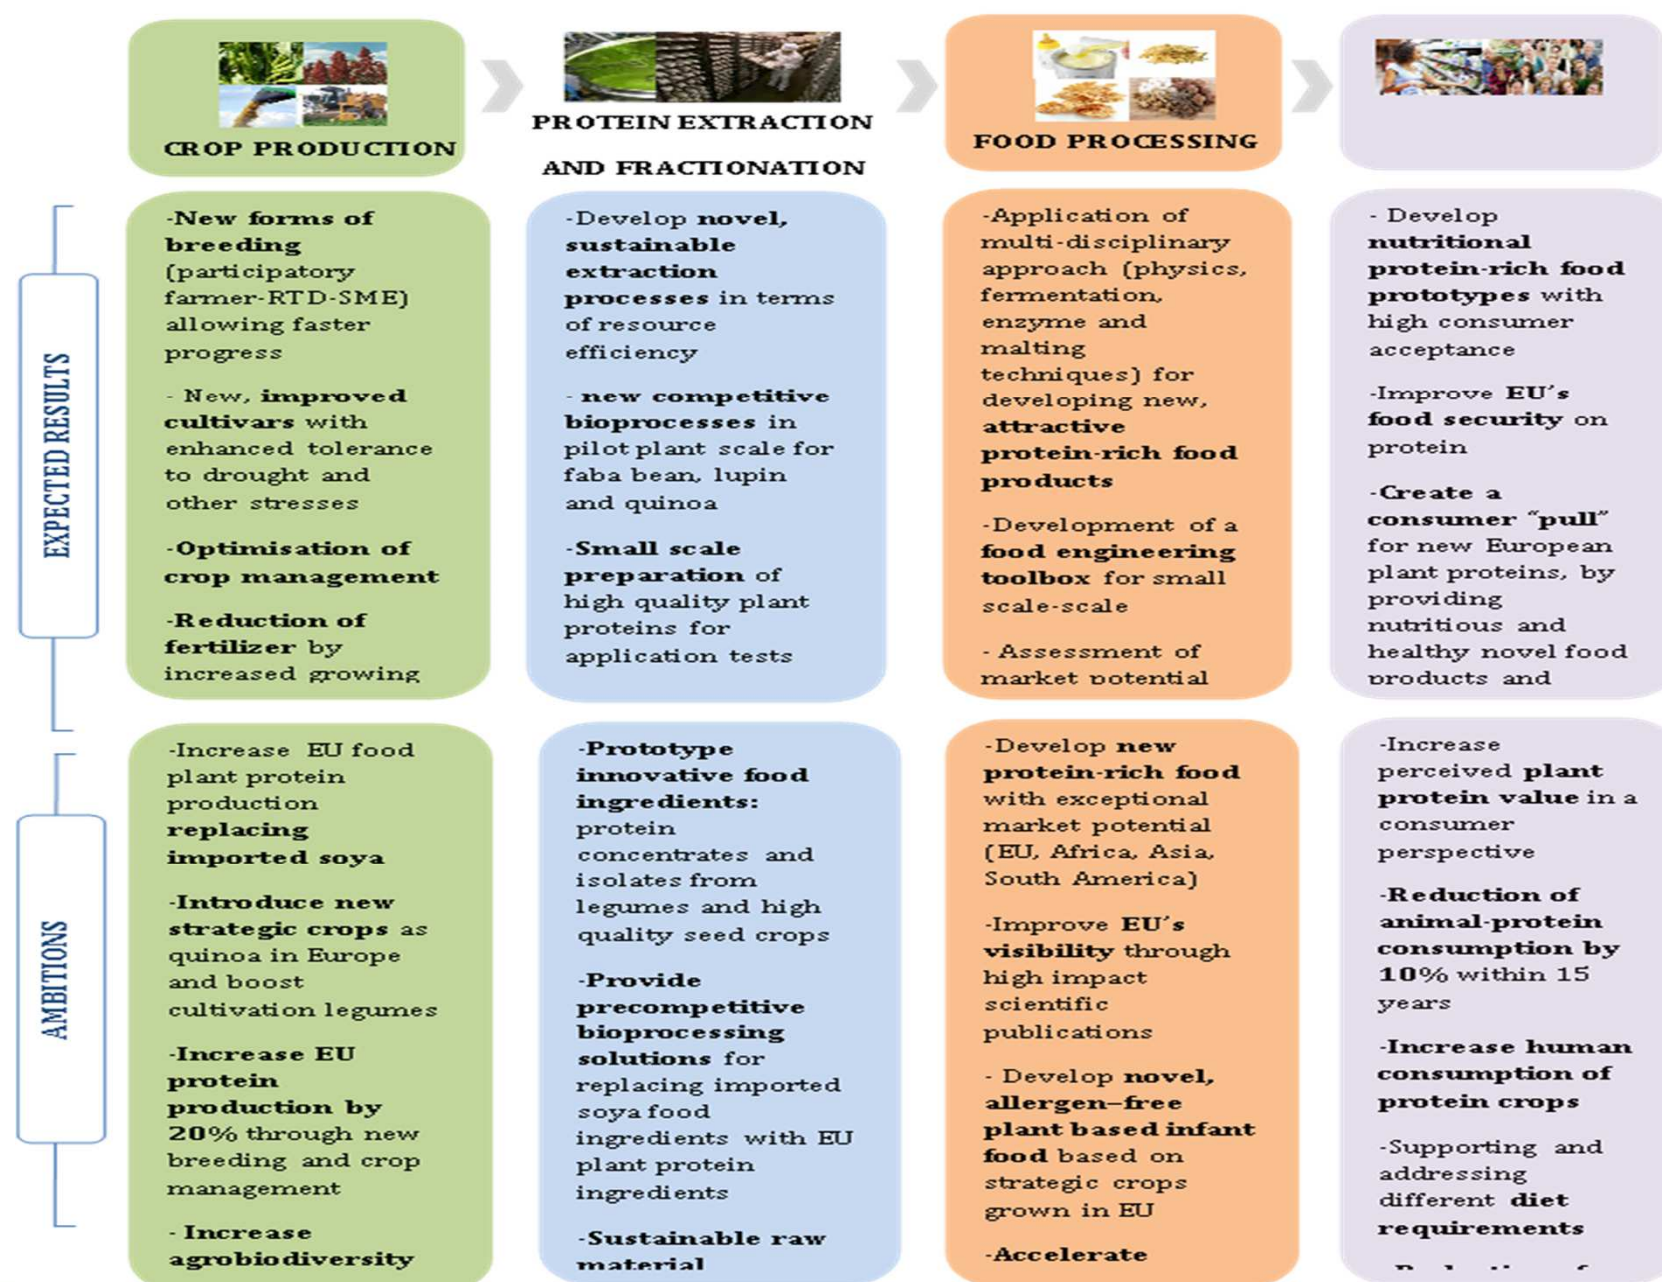 CROP PRODUCTION
PROTEIN EXTRACTION
AND FRACTIONATION
FOOD PROCESSING
EXPECTED RESULTS
-New forms of
breeding
(participatory
farmer-RTD-SME)
allowing faster
progress
- New, improved
cultivars with
enhanced tolerance
to drought and
other stresses
-Optimisation of
crop management
-Reduction of
fertilizer by
increased growing
-Develop novel,
sustainable
extraction
processes in terms
of resource
efficiency
- new competitive
bioprocesses in
pilot plant scale for
faba bean, lupin
and quinoa
-Small scale
preparation of
high quality plant
proteins for
application tests
-Application of
multi-disciplinary
approach (physics,
fermentation,
enzyme and
malting
techniques) for
developing new,
attractive
protein-rich food
products
-Development of a
food engineering
toolbox for small
scale-scale
- Assessment of
market potential
- Develop
nutritional
protein-rich food
prototypes with
high consumer
acceptance
-Improve EU's
food security on
protein
-Create a
consumer "pull"
for new European
plant proteins, by
providing
nutritious and
healthy novel food
products and
AMBITIONS
-Increase EU food
plant protein
production
replacing
imported soya
-Introduce new
strategic crops as
quinoa in Europe
and boost
cultivation legumes
-Increase EU
protein
production by
20% through new
breeding and crop
management
- Increase
agrobiodiversity
-Prototype
innovative food
ingredients:
protein
concentrates and
isolates from
legumes and high
quality seed crops
-Provide
precompetitive
bioprocessing
solutions for
replacing imported
soya food
ingredients with EU
plant protein
ingredients
-Sustainable raw
material
-Develop new
protein-rich food
with exceptional
market potential
(EU, Africa, Asia,
South America)
-Improve EU's
visibility through
high impact
scientific
publications
- Develop novel,
allergen–free
plant based infant
food based on
strategic crops
grown in EU
-Accelerate
-Increase
perceived plant
protein value in a
consumer
perspective
-Reduction of
animal-protein
consumption by
10% within 15
years
-Increase human
consumption of
protein crops
-Supporting and
addressing
different diet
requirements